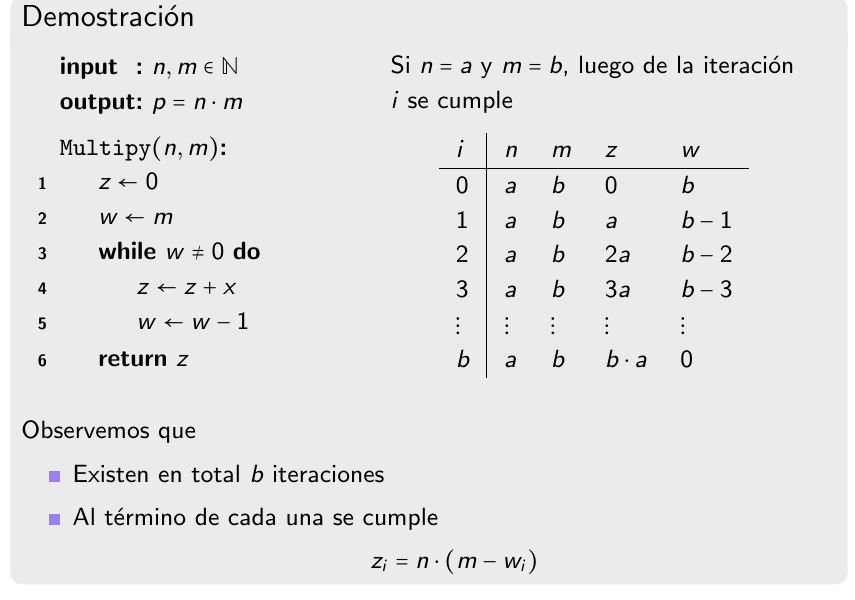 Demostración
input : n, m ∈ ℕ
output: p = n · m
Multipy(n, m):
1 z ← 0
2 w ← m
3 while w ≠ 0 do
4 z ← z + x
5 w ← w − 1
6 return z
Si n = a y m = b, luego de la iteración
i se cumple
i n m z w
0 a b 0 b
1 a b a b − 1
2 a b 2a b − 2
3 a b 3a b − 3
⋮ ⋮ ⋮ ⋮ ⋮
b a b b · a 0
Observemos que
Existen en total b iteraciones
Al término de cada una se cumple
zᵢ = n · (m − wᵢ)